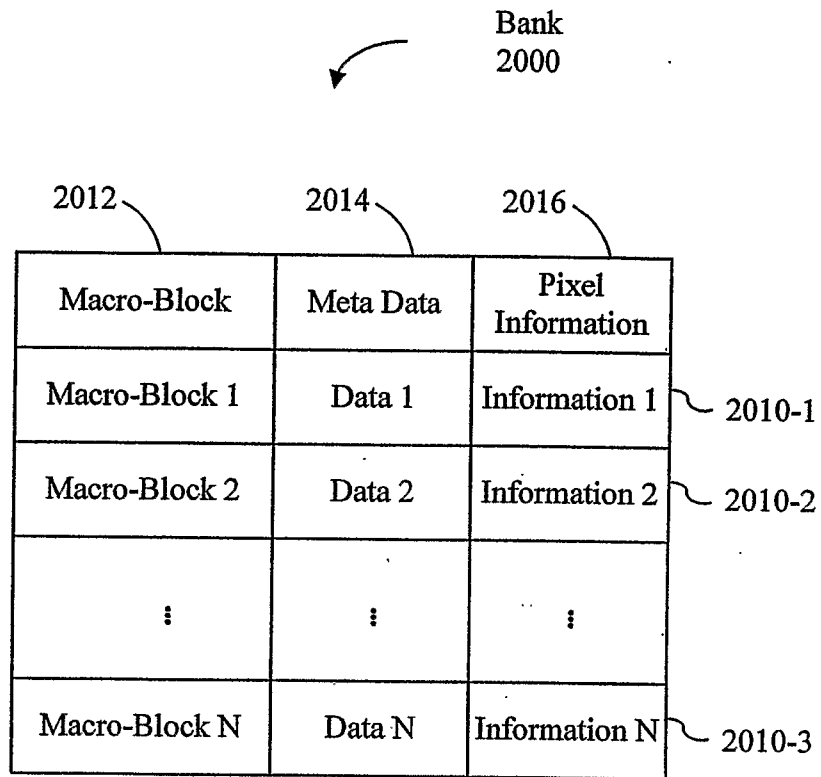 Bank
2000
2012
2014
2016
Macro-Block
Meta Data
Pixel
Information
Macro-Block 1
Data 1
Information 1
2010-1
Macro-Block 2
Data 2
Information 2
2010-2
⋮
⋮
⋮
Macro-Block N
Data N
Information N
2010-3